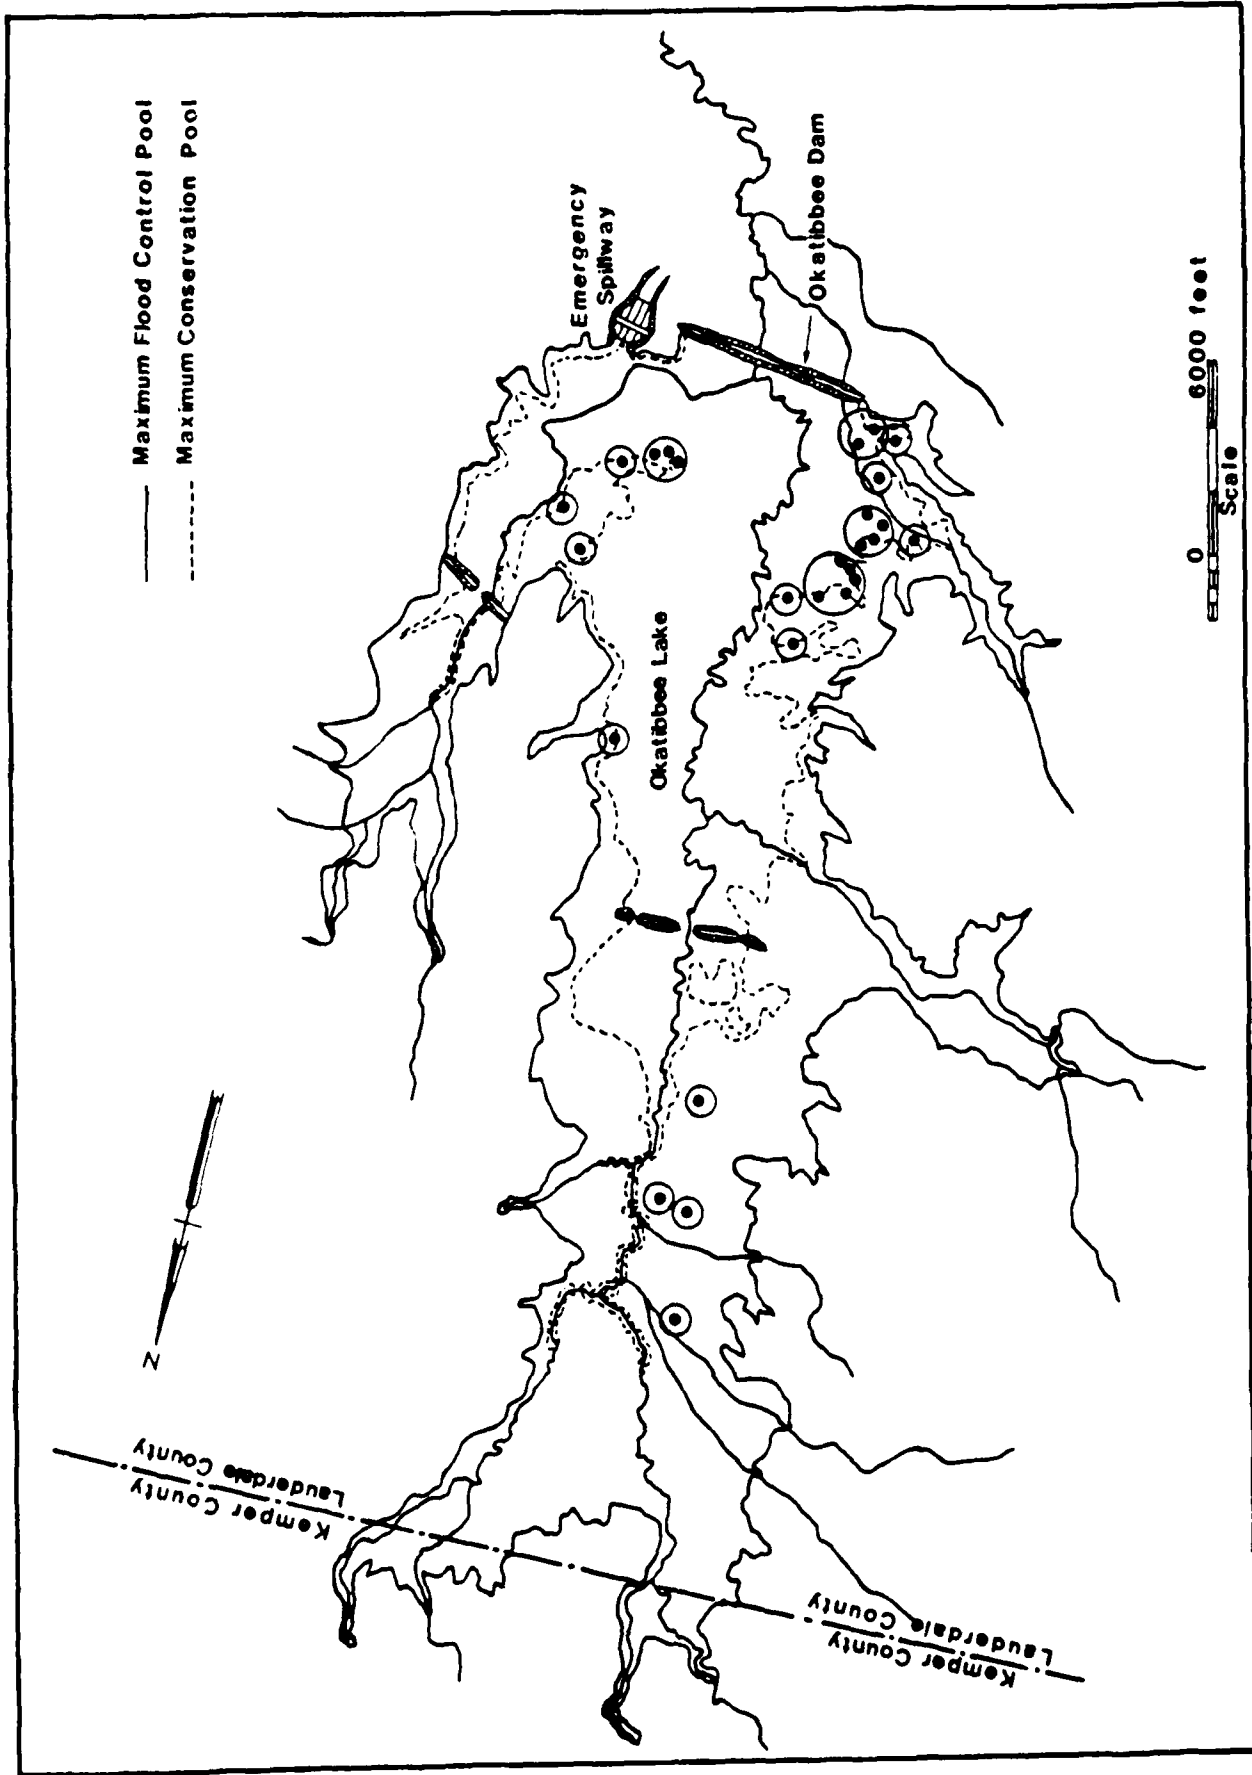 Maximum Flood Control Pool
Maximum Conservation Pool
Emergency
Spillway
Okatibbee Dam
Okatibbee Lake
0 6000 feet
Scale
N
Lauderdale County
Kemper County
Lauderdale County
Kemper County